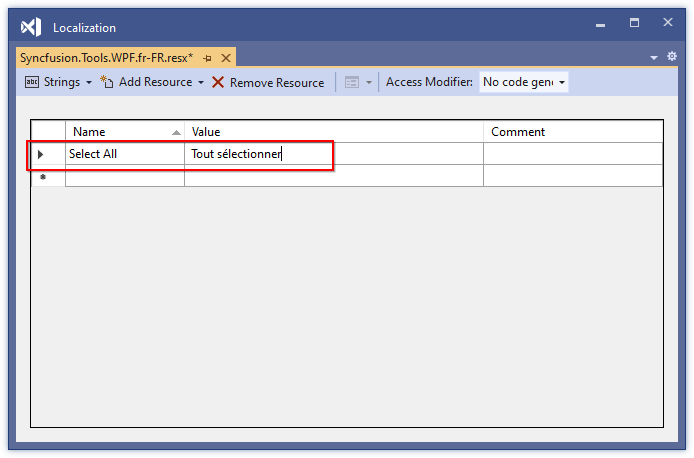 Localization
Syncfusion.Tools.WPF.fr-FR.resx*
abc Strings Add Resource Remove Resource Access Modifier: No code gen
Name Value Comment
Select All Tout sélectionner